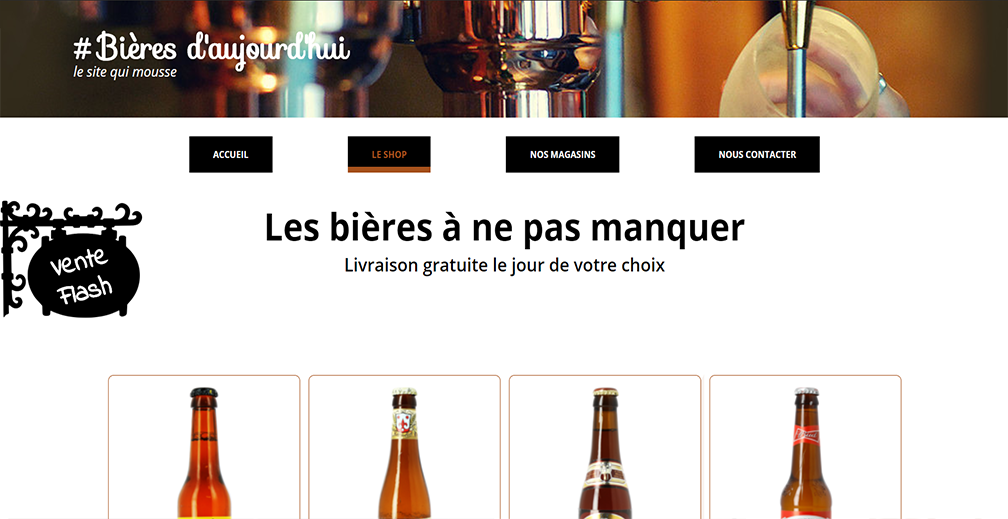 #Bières d'aujourd'hui
le site qui mousse
ACCUEIL
LE SHOP
NOS MAGASINS
NOUS CONTACTER
Les bières à ne pas manquer
Livraison gratuite le jour de votre choix
vente
Flash